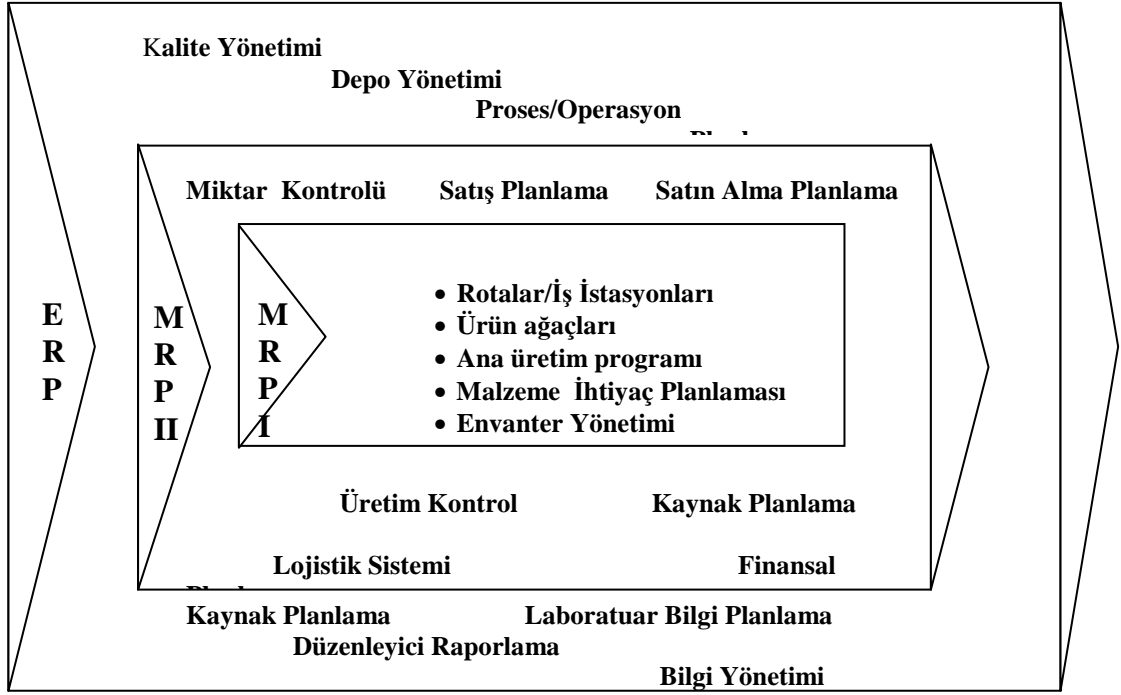 Kalite Yönetimi
Depo Yönetimi
Proses/Operasyon
Miktar Kontrolü Satış Planlama Satın Alma Planlama
• Rotalar/İş İstasyonları
• Ürün ağaçları
• Ana üretim programı
• Malzeme İhtiyaç Planlaması
• Envanter Yönetimi
E
R
P
M
R
P
II
M
R
P
I
Üretim Kontrol Kaynak Planlama
Lojistik Sistemi Finansal
Kaynak Planlama Laboratuar Bilgi Planlama
Düzenleyici Raporlama
Bilgi Yönetimi